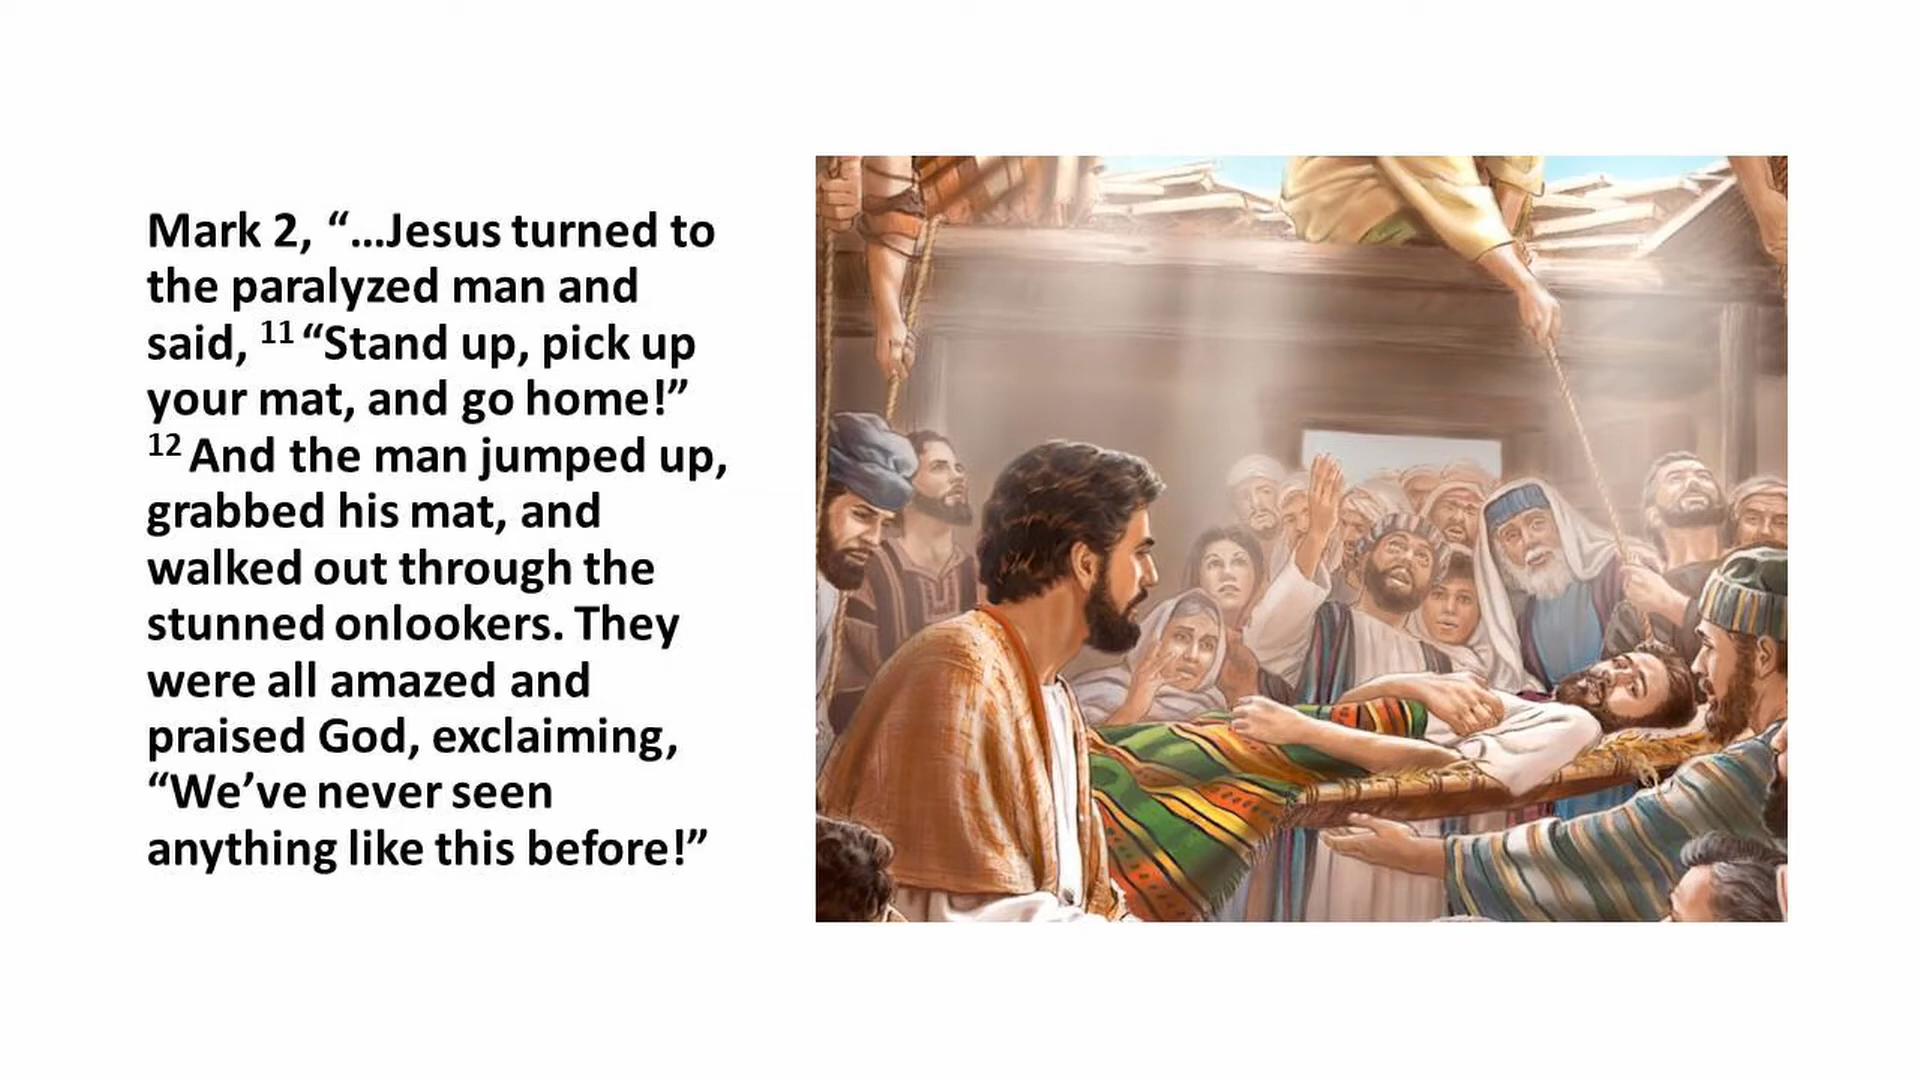 Mark 2, “...Jesus turned to
the paralyzed man and
said, 11 “Stand up, pick up
your mat, and go home!”
12 And the man jumped up,
grabbed his mat, and
walked out through the
stunned onlookers. They
were all amazed and
praised God, exclaiming,
“We’ve never seen
anything like this before!”